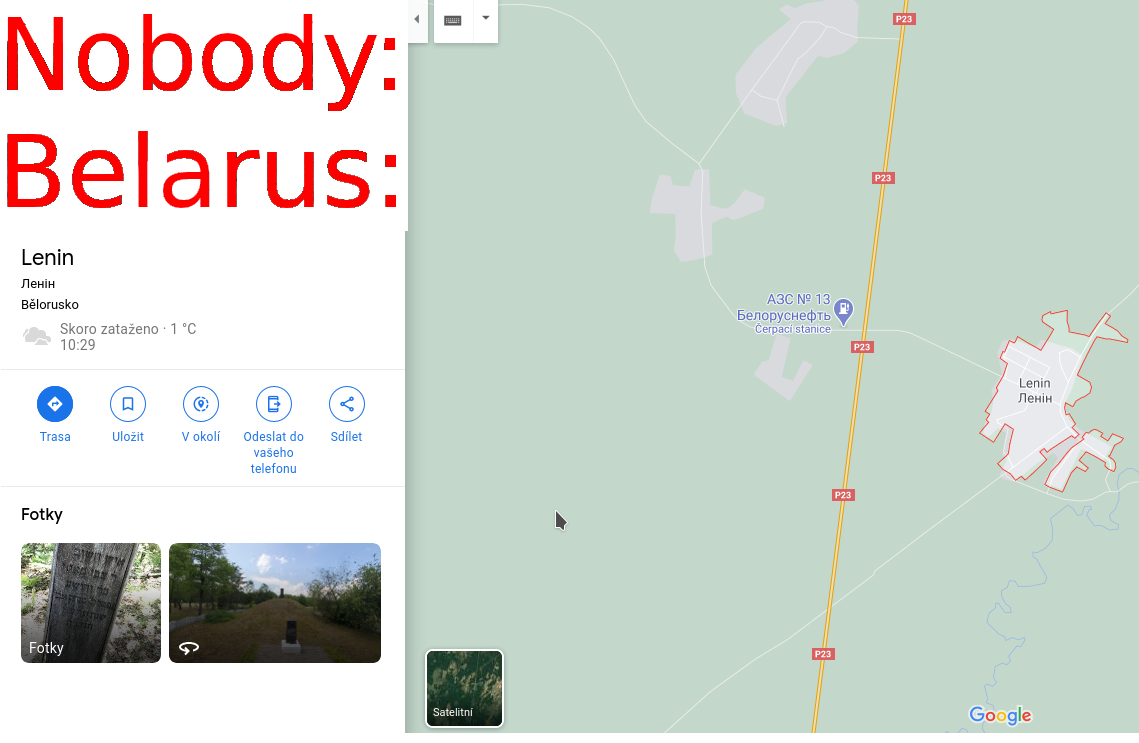 Nobody:
Belarus:
Lenin
Ленін
Bělorusko
Skoro zataženo · 1 °C
10:29
Trasa
Uložit
V okolí
Odeslat do
vašeho
telefonu
Sdílet
Fotky
Fotky
P23
P23
АЗС № 13
Белоруснефть
Čerpací stanice
P23
Lenin
Ленін
P23
P23
Satelitní
Google